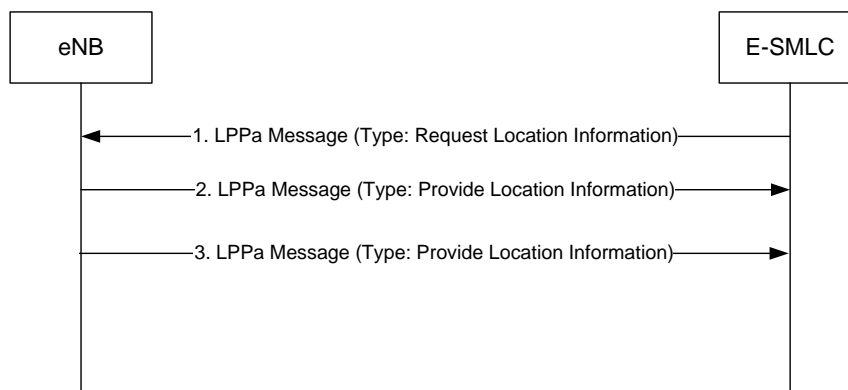 eNB
E-SMLC
1. LPPa Message (Type: Request Location Information)
2. LPPa Message (Type: Provide Location Information)
3. LPPa Message (Type: Provide Location Information)